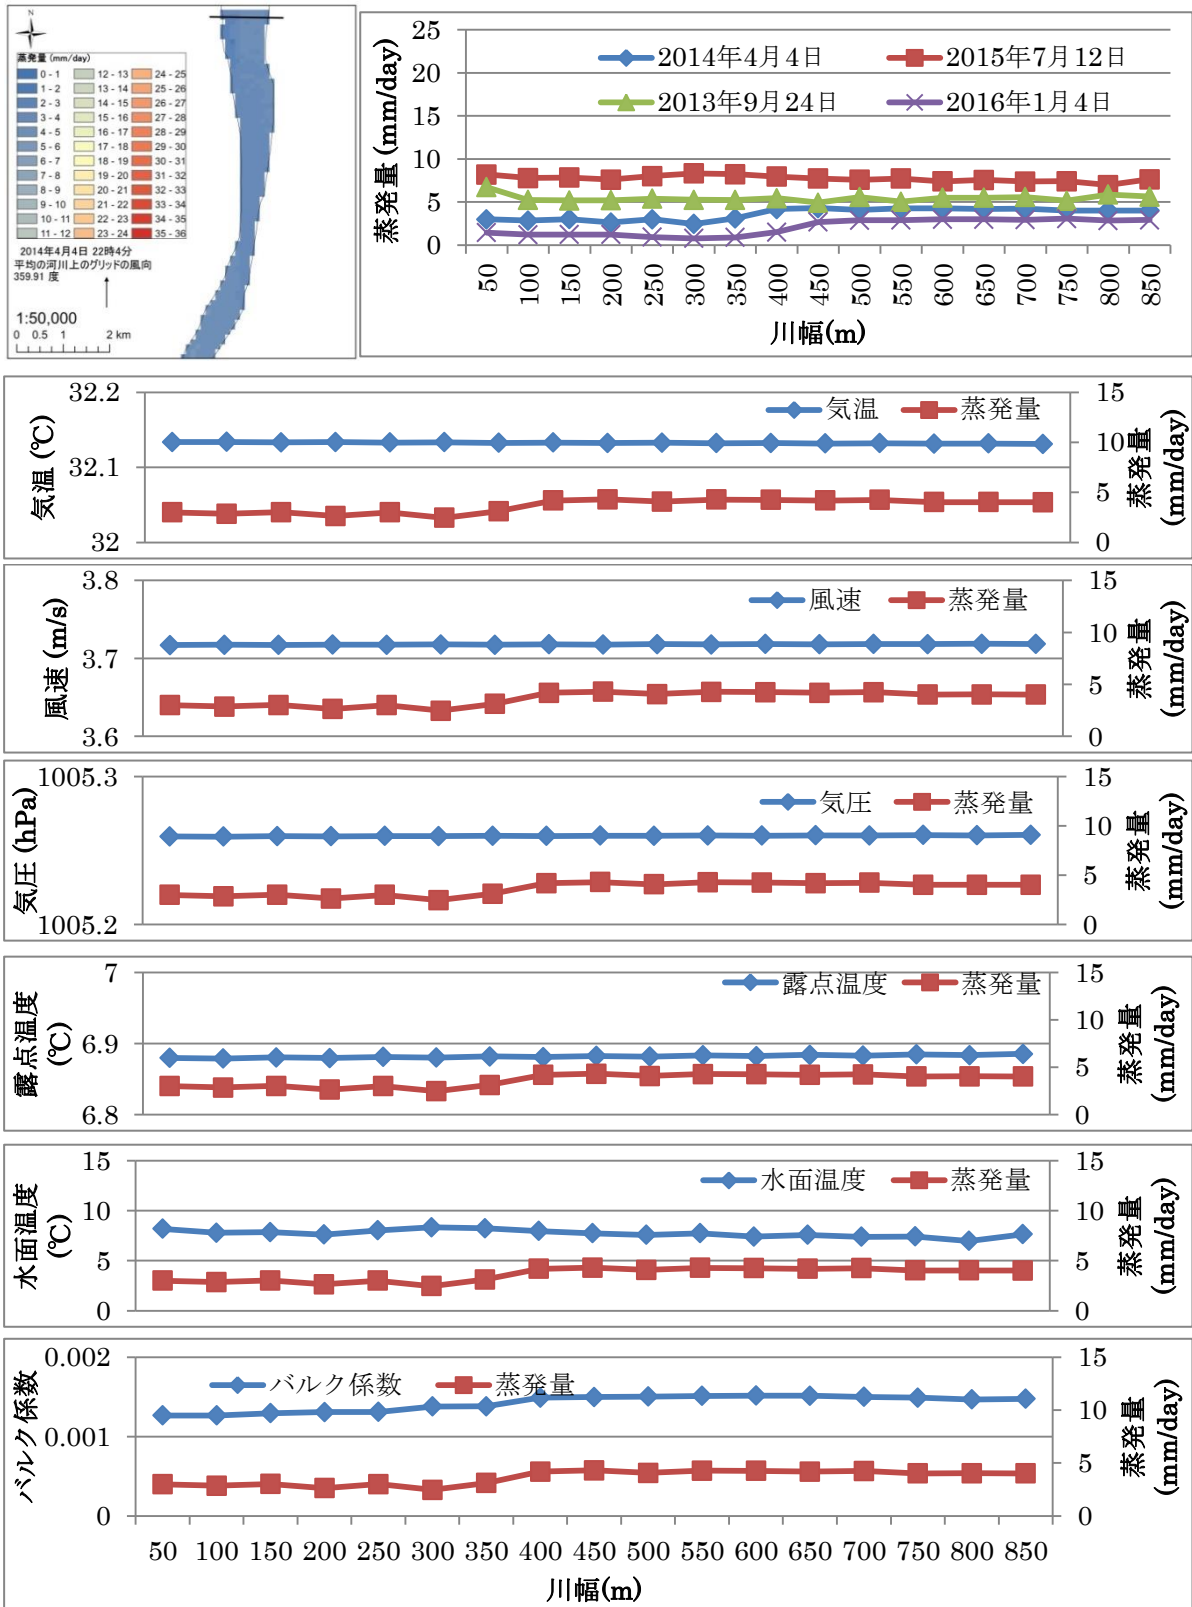 N
蒸発量 (mm/day)
0 - 1 12 - 13 24 - 25
1 - 2 13 - 14 25 - 26
2 - 3 14 - 15 26 - 27
3 - 4 15 - 16 27 - 28
4 - 5 16 - 17 28 - 29
5 - 6 17 - 18 29 - 30
6 - 7 18 - 19 30 - 31
7 - 8 19 - 20 31 - 32
8 - 9 20 - 21 32 - 33
9 - 10 21 - 22 33 - 34
10 - 11 22 - 23 34 - 35
11 - 12 23 - 24 35 - 36
2014年4月4日 22時4分
平均の河川上のグリッドの風向
359.91 度
1:50,000
0 0.5 1 2 km
蒸発量 (mm/day)
25
20
15
10
5
0
2014年4月4日 2015年7月12日
2013年9月24日 2016年1月4日
50 100 150 200 250 300 350 400 450 500 550 600 650 700 750 800 850
川幅(m)
気温 (℃)
32.2
32.1
32
気温 蒸発量
15
10
5
0
蒸発量
(mm/day)
風速 (m/s)
3.8
3.7
3.6
風速 蒸発量
15
10
5
0
蒸発量
(mm/day)
気圧 (hPa)
1005.3
1005.2
気圧 蒸発量
15
10
5
0
蒸発量
(mm/day)
露点温度
(℃)
7
6.9
6.8
露点温度 蒸発量
15
10
5
0
蒸発量
(mm/day)
水面温度
(℃)
15
10
5
0
水面温度 蒸発量
15
10
5
0
蒸発量
(mm/day)
バルク係数
0.002
0.001
0
バルク係数 蒸発量
15
10
5
0
蒸発量
(mm/day)
50 100 150 200 250 300 350 400 450 500 550 600 650 700 750 800 850
川幅(m)